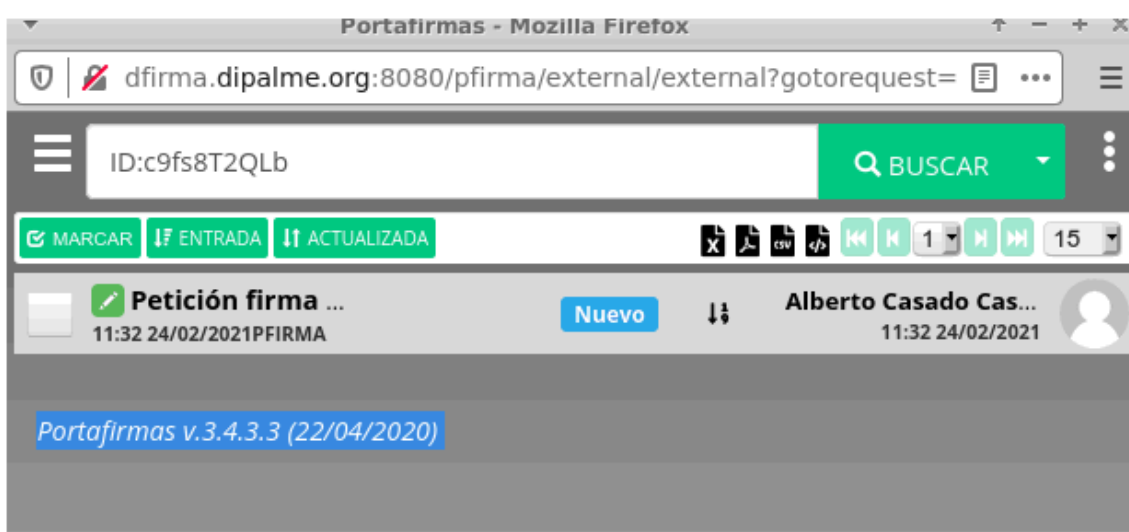 Portafirmas - Mozilla Firefox
dfirma.dipalme.org:8080/pfirma/external/external?gotorequest=
ID:c9fs8T2QLb
BUSCAR
MARCAR ENTRADA ACTUALIZADA X CSV 1 15
Petición firma ... Nuevo Alberto Casado Cas...
11:32 24/02/2021PFIRMA 11:32 24/02/2021
Portafirmas v.3.4.3.3 (22/04/2020)